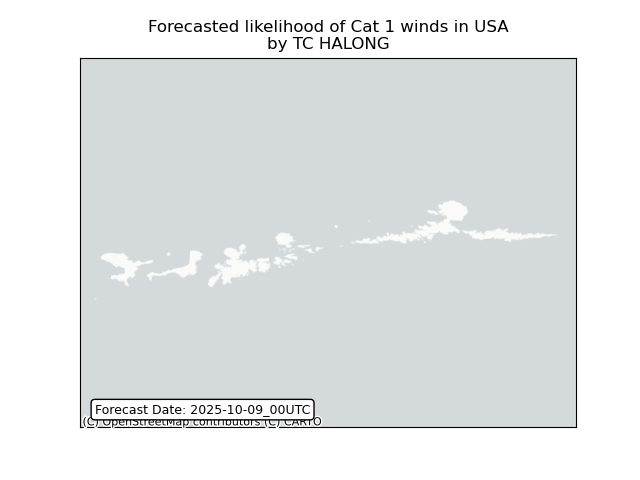 Forecasted likelihood of Cat 1 winds in USA
by TC HALONG
Forecast Date: 2025-10-09_00UTC
(C) OpenStreetMap contributors (C) CARTO